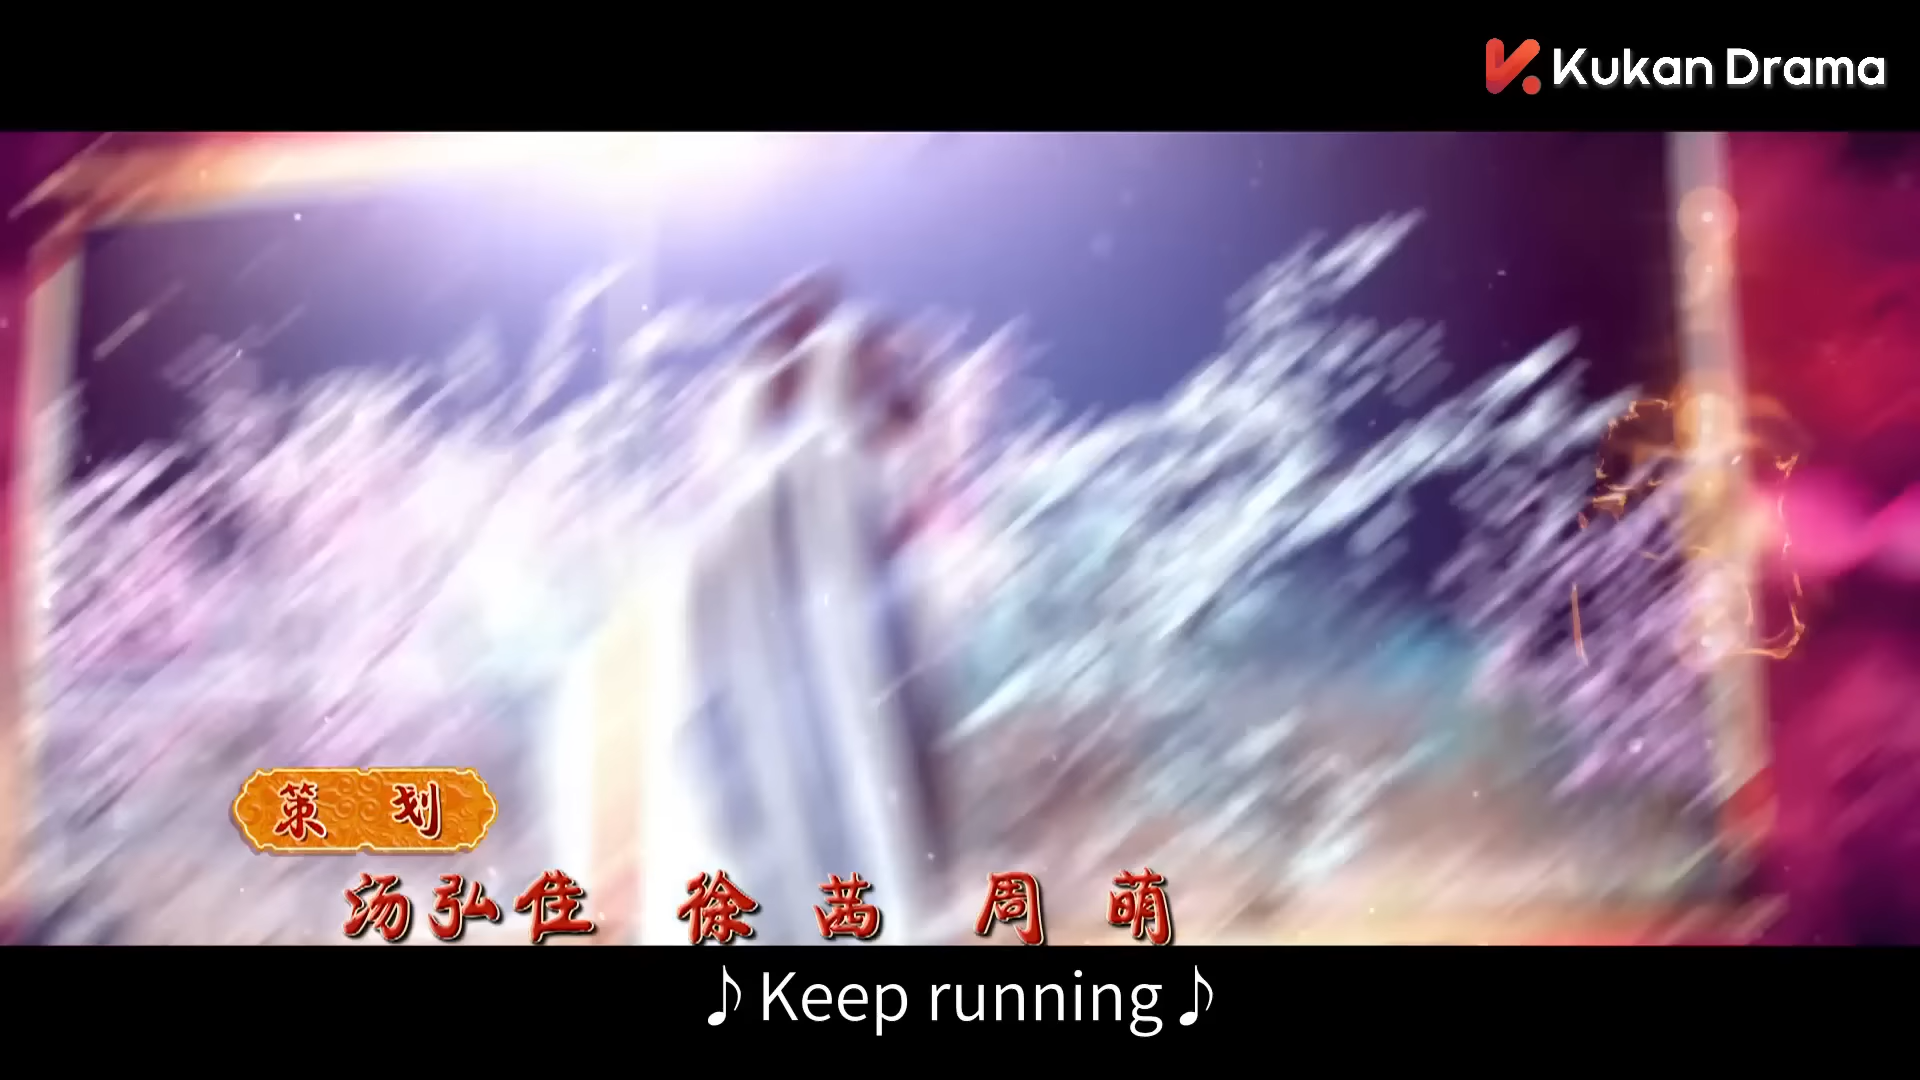 Kukan Drama
策 划
汤弘佳 徐 茜 周 萌
♪Keep running♪